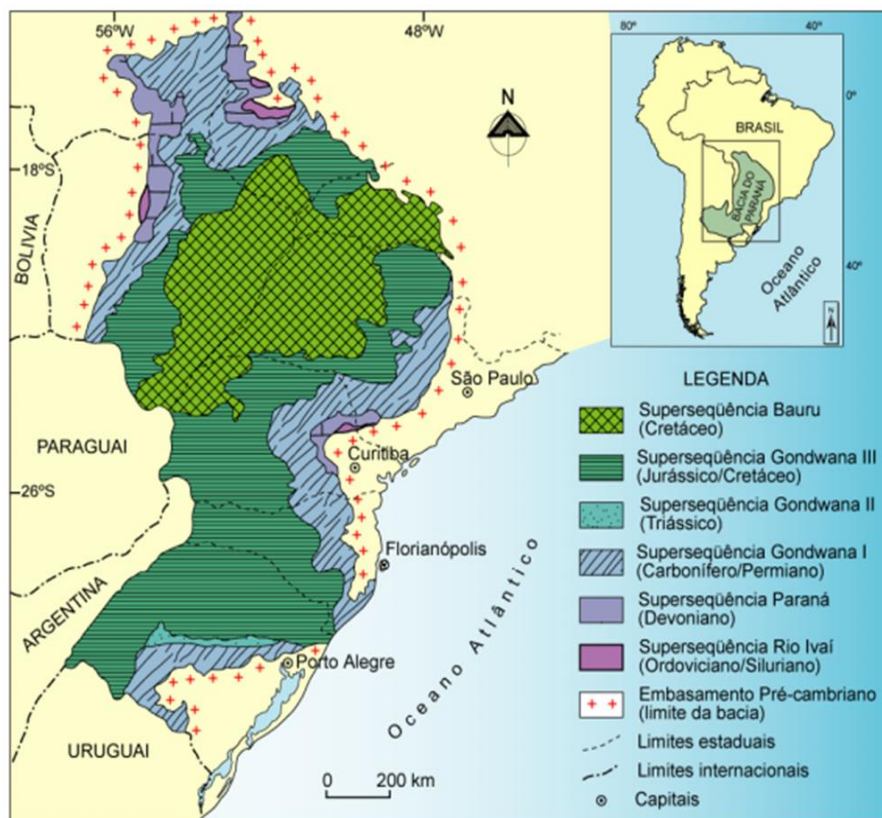 56ºW
48ºW
18ºS
26ºS
N
BOLIVIA
PARAGUAI
ARGENTINA
URUGUAI
São Paulo
Curitiba
Florianópolis
Porto Alegre
Oceano Atlântico
0 200 km
80º
40º
0º
BRASIL
BACIA DO
PARANÁ
40º
Oceano
Atlântico
LEGENDA
Superseqüência Bauru
(Cretáceo)
Superseqüência Gondwana III
(Jurássico/Cretáceo)
Superseqüência Gondwana II
(Triássico)
Superseqüência Gondwana I
(Carbonífero/Permiano)
Superseqüência Paraná
(Devoniano)
Superseqüência Rio Ivaí
(Ordoviciano/Siluriano)
Embasamento Pré-cambriano
(limite da bacia)
Limites estaduais
Limites internacionais
Capitais